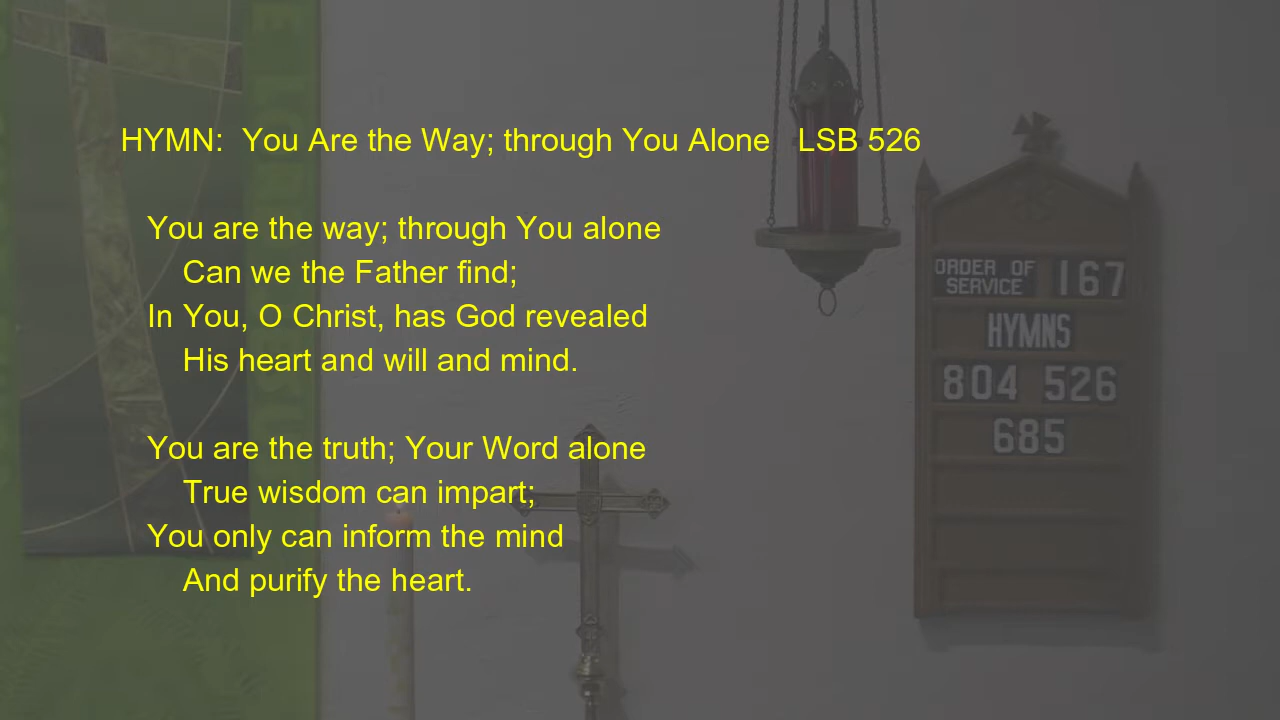 HYMN: You Are the Way; through You Alone LSB 526
You are the way; through You alone
Can we the Father find;
In You, O Christ, has God revealed
His heart and will and mind.
You are the truth; Your Word alone
True wisdom can impart;
You only can inform the mind
And purify the heart.
ORDER OF SERVICE 167
HYMNS
804 526
685